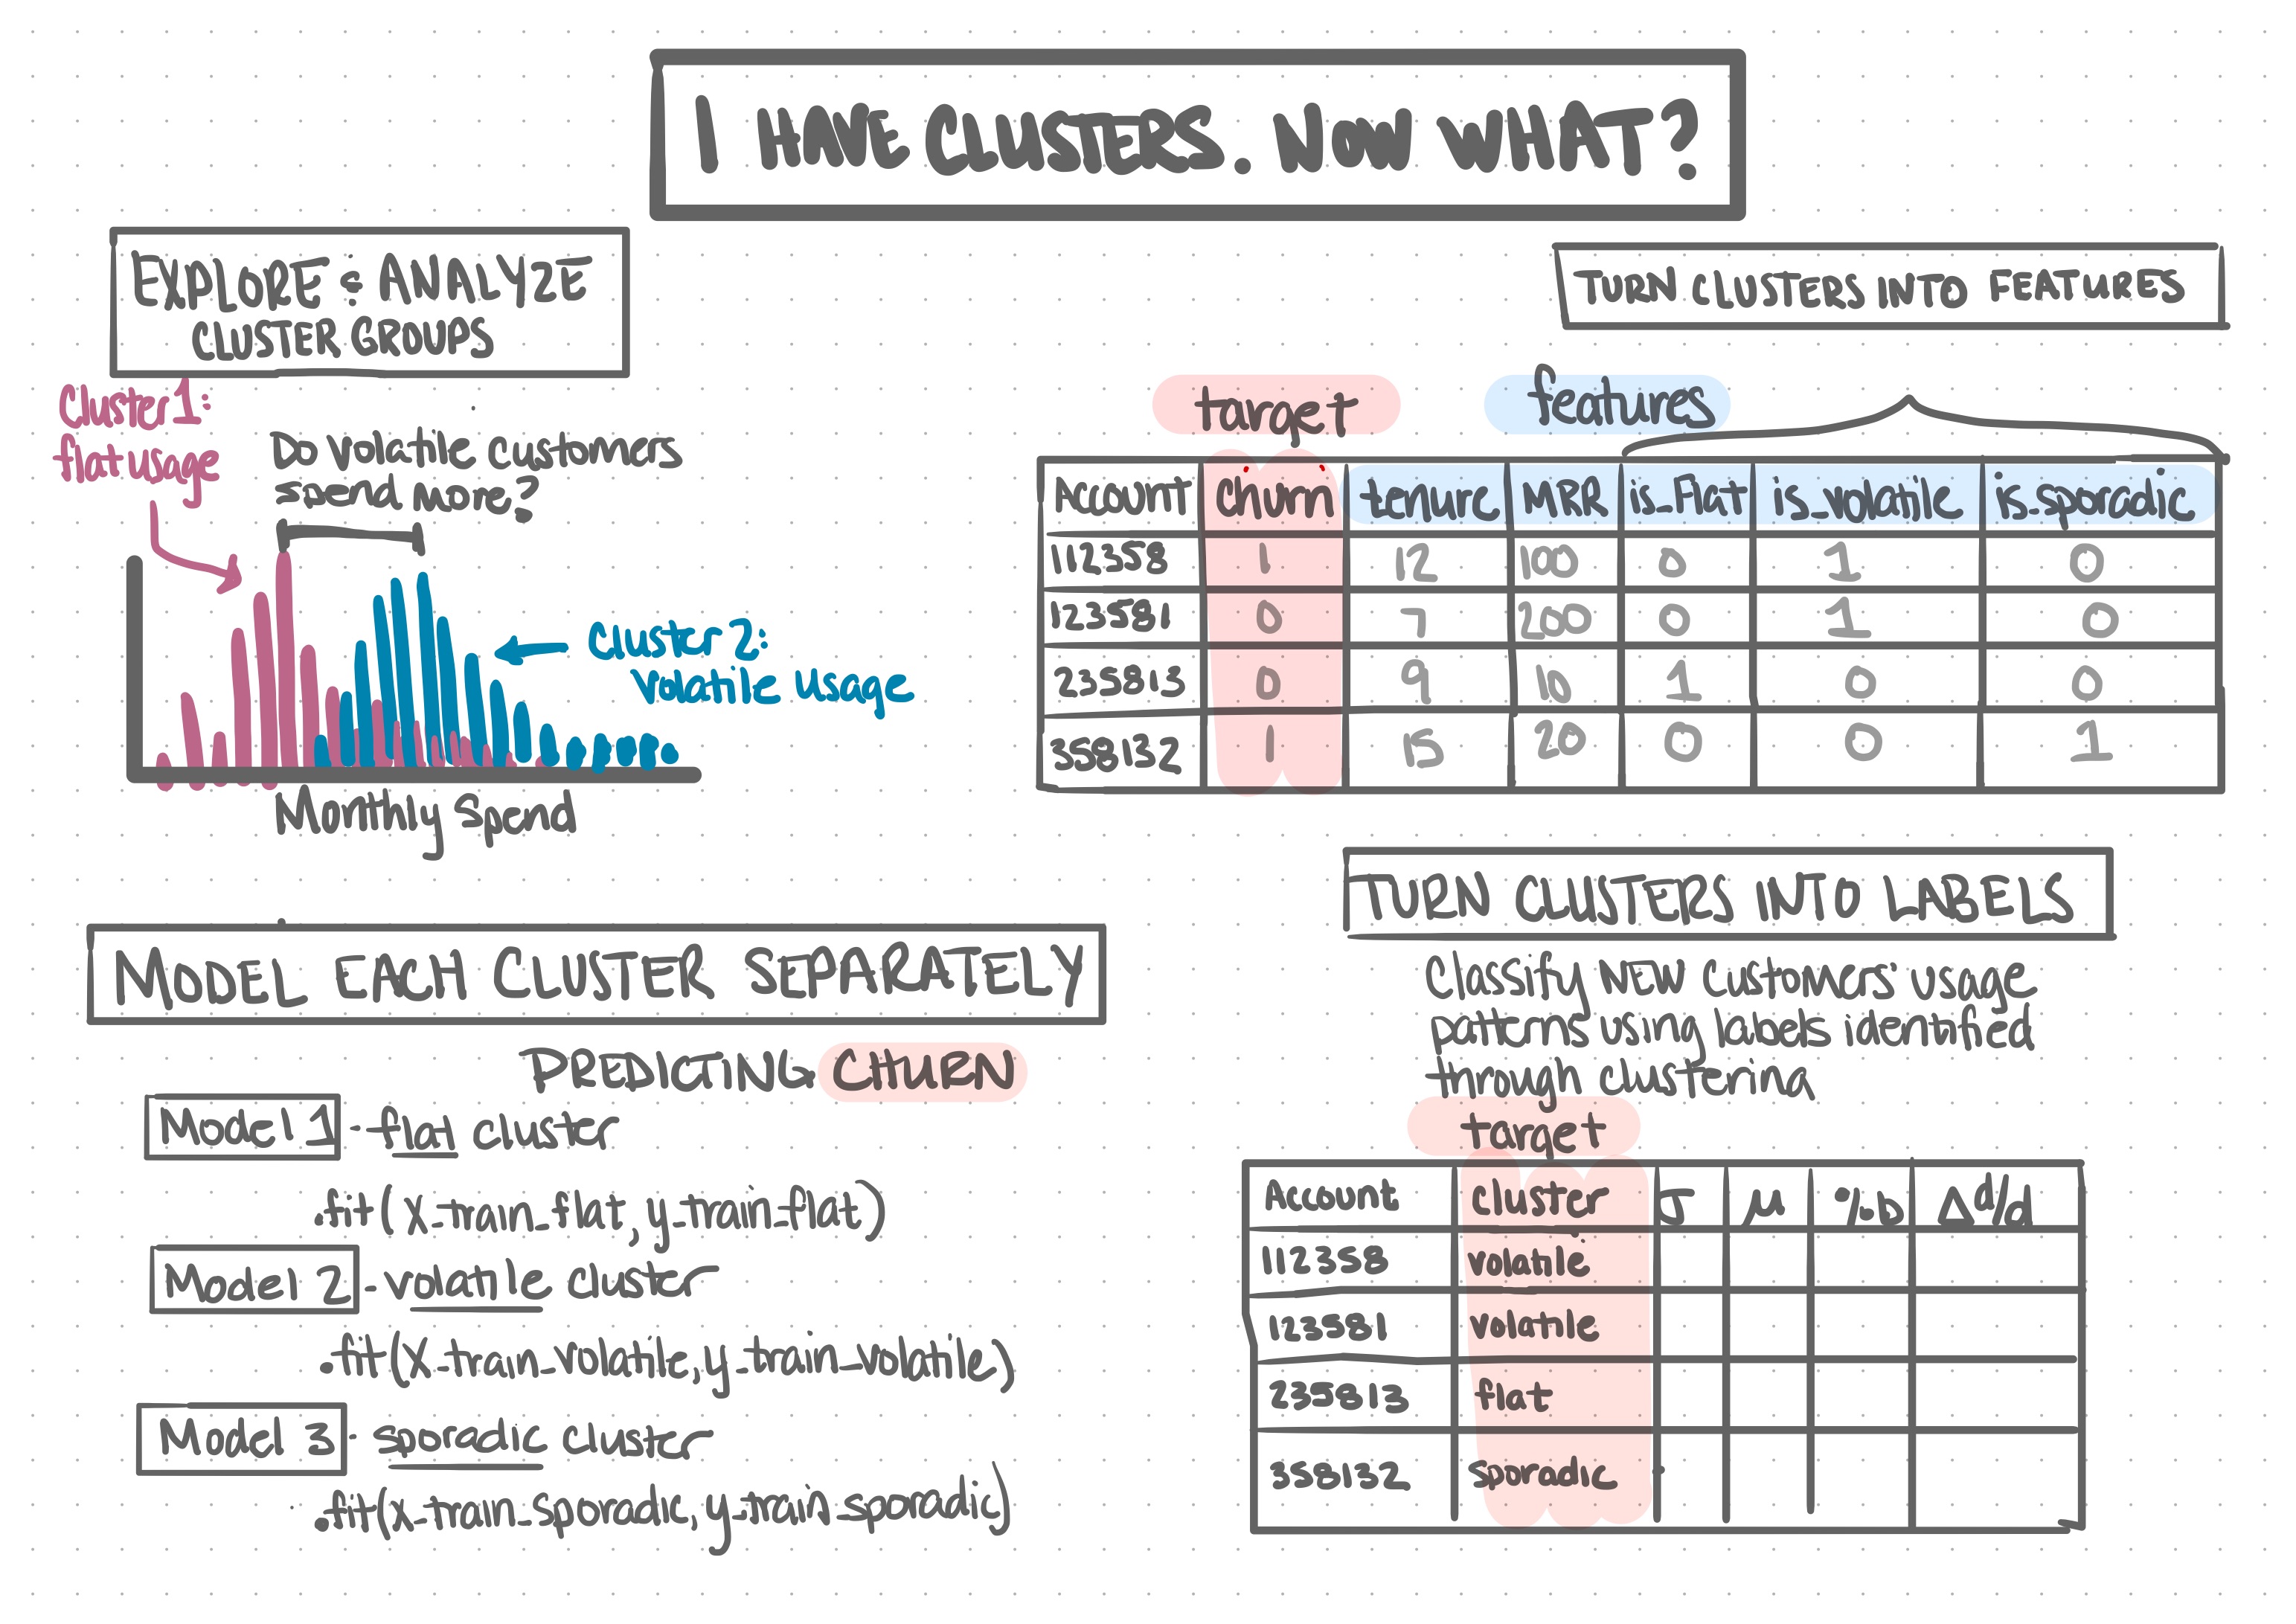 I HAVE CLUSTERS. NOW WHAT?
EXPLORE & ANALYZE
CLUSTER GROUPS
Cluster 1:
flat usage
Do volatile customers
spend more?
Cluster 2:
volatile usage
Monthly Spend
TURN CLUSTERS INTO FEATURES
target features
Account churn tenure MRR is_Flat is_volatile is_sporadic
112358 1 12 100 0 1 0
123581 0 7 200 0 1 0
235813 0 9 10 1 0 0
358132 1 15 20 0 0 1
MODEL EACH CLUSTER SEPARATELY
PREDICTING CHURN
Model 1 - flat cluster
.fit(x_train_flat, y_train_flat)
Model 2 - volatile cluster
.fit(x_train_volatile, y_train_volatile)
Model 3 - sporadic cluster
.fit(x_train_sporadic, y_train_sporadic)
TURN CLUSTERS INTO LABELS
Classify NEW customers' usage
patterns using labels identified
through clustering
target
Account cluster σ μ %b Δ d/d
112358 volatile
123581 volatile
235813 flat
358132 sporadic